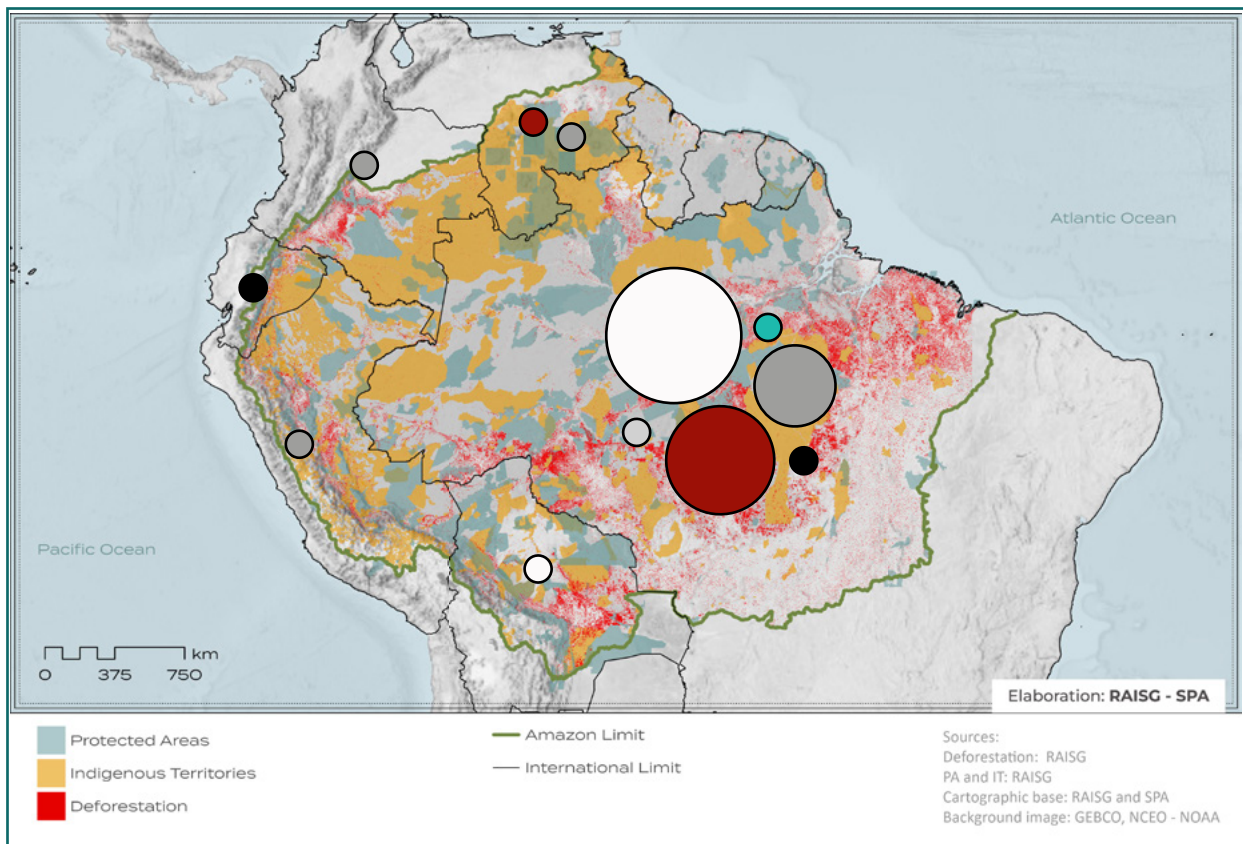 Atlantic Ocean
Pacific Ocean
km
0 375 750
Elaboration: RAISG - SPA
Protected Areas
Indigenous Territories
Deforestation
Amazon Limit
International Limit
Sources:
Deforestation: RAISG
PA and IT: RAISG
Cartographic base: RAISG and SPA
Background image: GEBCO, NCEO - NOAA